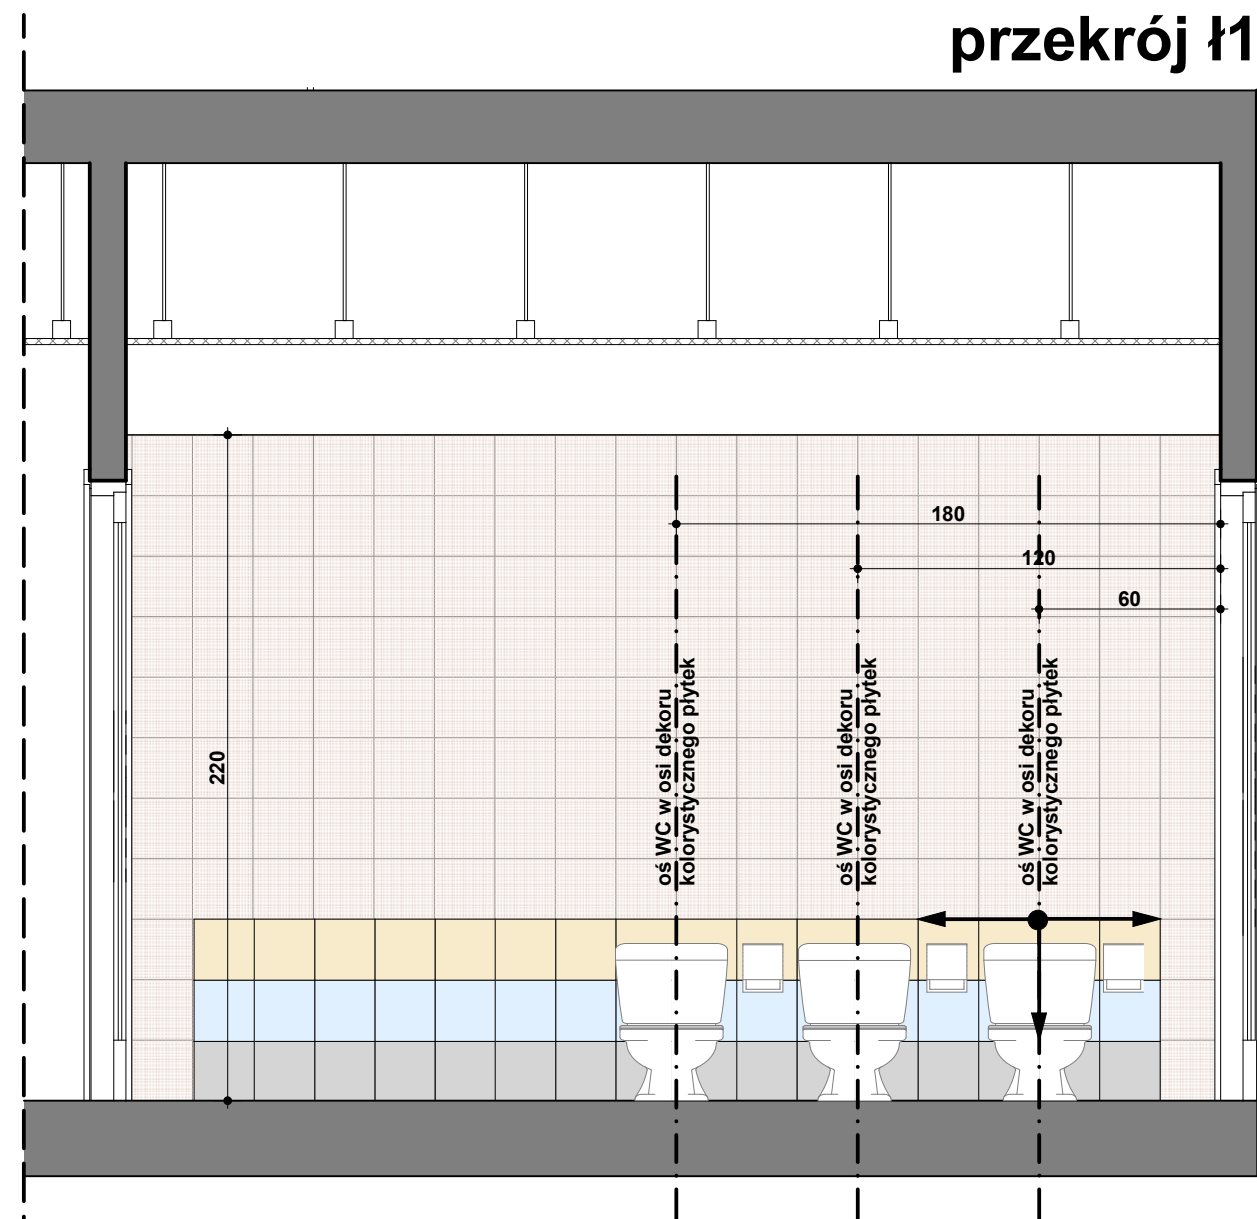 przekrój ł1
180
120
60
220
oś WC w osi dekoru
kolorystycznego płytek
oś WC w osi dekoru
kolorystycznego płytek
oś WC w osi dekoru
kolorystycznego płytek